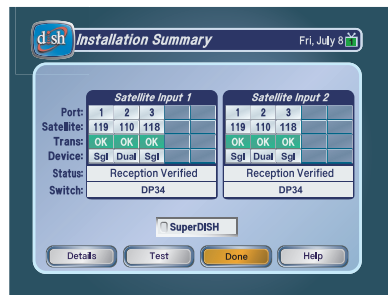 dish Installation Summary Fri, July 8
Satellite Input 1 Satellite Input 2
Port: 1 2 3 1 2 3
Satellite: 119 110 118 119 110 118
Trans: OK OK OK OK OK OK
Device: Sgl Dual Sgl Sgl Dual Sgl
Status: Reception Verified Reception Verified
Switch: DP34 DP34
SuperDISH
Details Test Done Help